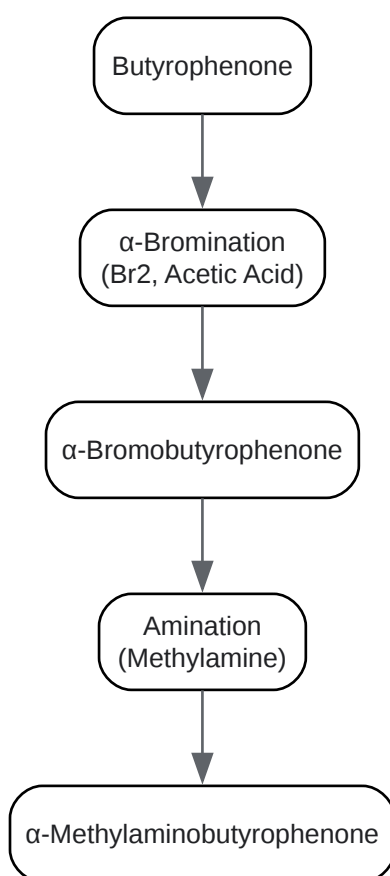 Butyrophenone
α-Bromination
(Br2, Acetic Acid)
α-Bromobutyrophenone
Amination
(Methylamine)
α-Methylaminobutyrophenone